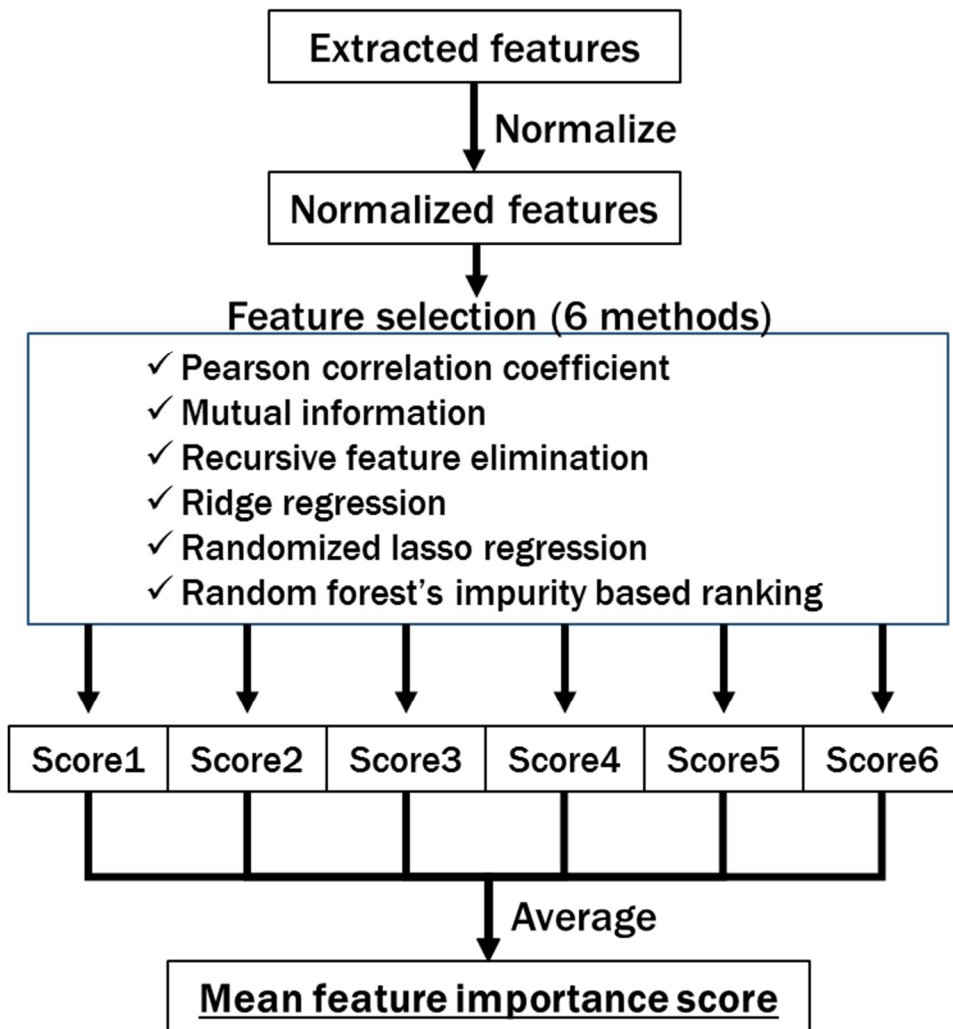 Extracted features
Normalize
Normalized features
Feature selection (6 methods)
✓ Pearson correlation coefficient
✓ Mutual information
✓ Recursive feature elimination
✓ Ridge regression
✓ Randomized lasso regression
✓ Random forest's impurity based ranking
Score1 Score2 Score3 Score4 Score5 Score6
Average
Mean feature importance score